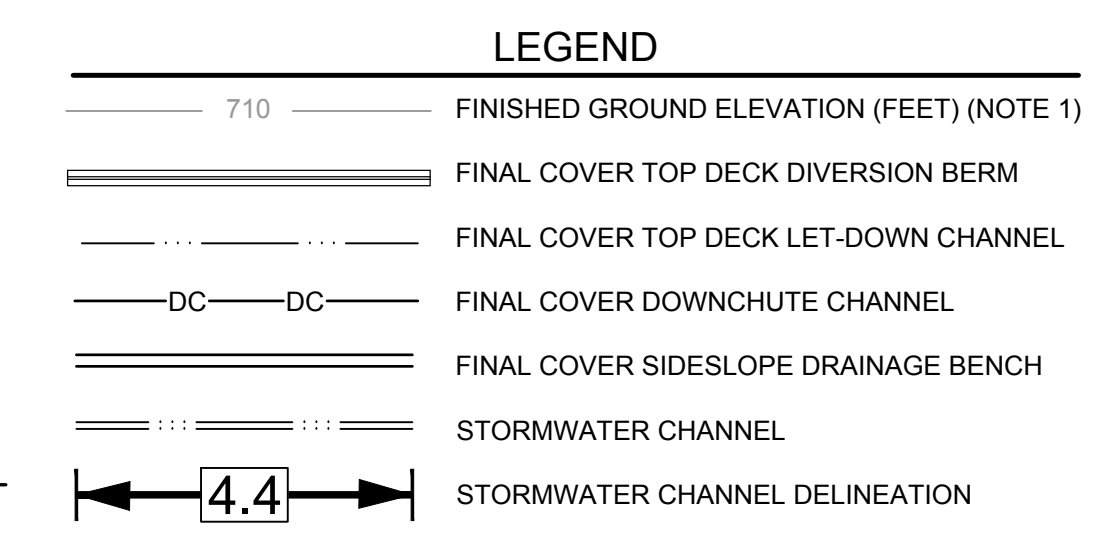 LEGEND
710 FINISHED GROUND ELEVATION (FEET) (NOTE 1)
FINAL COVER TOP DECK DIVERSION BERM
FINAL COVER TOP DECK LET-DOWN CHANNEL
DC DC FINAL COVER DOWNCHUTE CHANNEL
FINAL COVER SIDESLOPE DRAINAGE BENCH
STORMWATER CHANNEL
4.4 STORMWATER CHANNEL DELINEATION